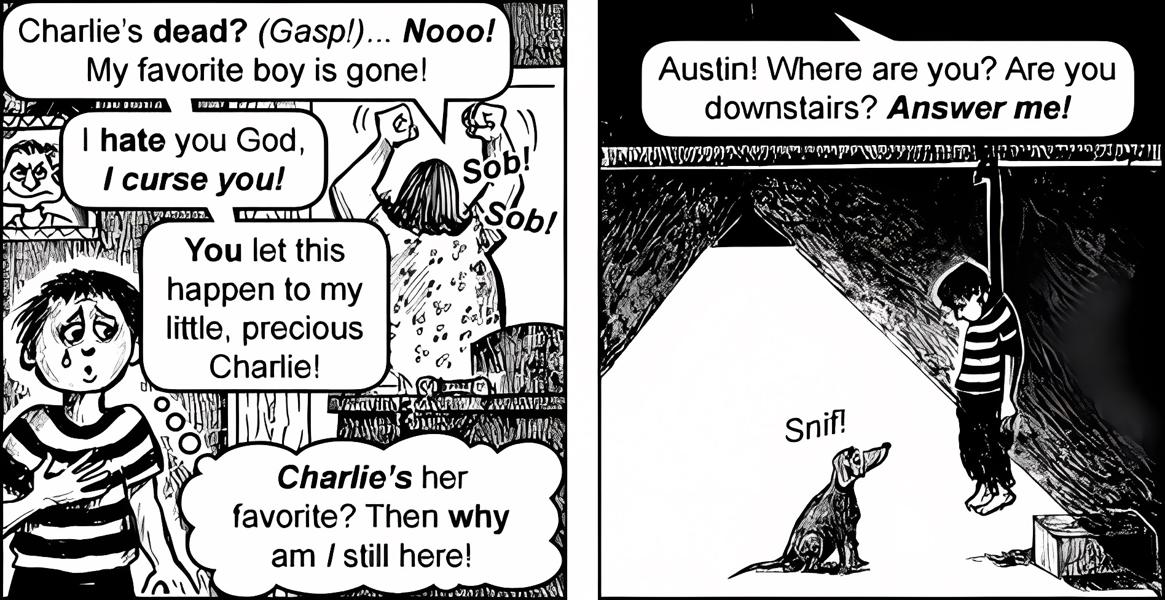 Charlie's dead? (Gasp!)... Nooo!
My favorite boy is gone!
I hate you God,
I curse you!
Sob!
Sob!
You let this
happen to my
little, precious
Charlie!
Charlie's her
favorite? Then why
am I still here!
Austin! Where are you? Are you
downstairs? Answer me!
Snif!